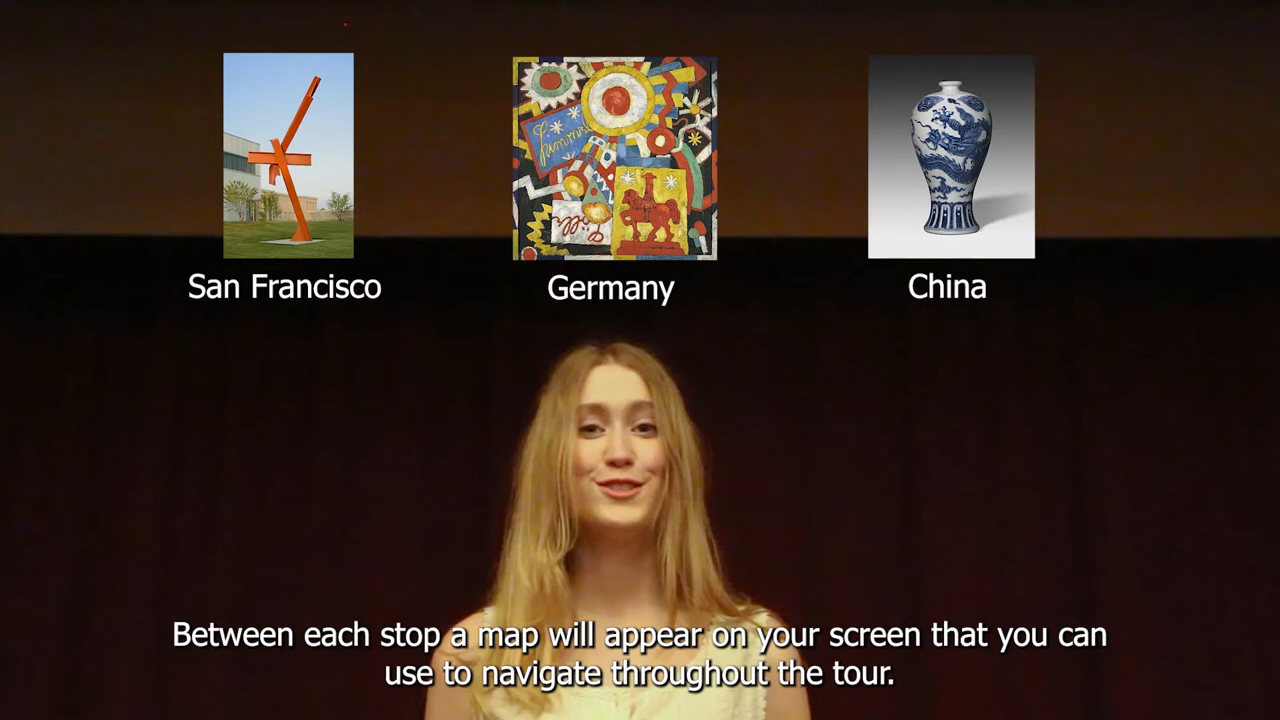 San Francisco
Germany
China
Between each stop a map will appear on your screen that you can
use to navigate throughout the tour.